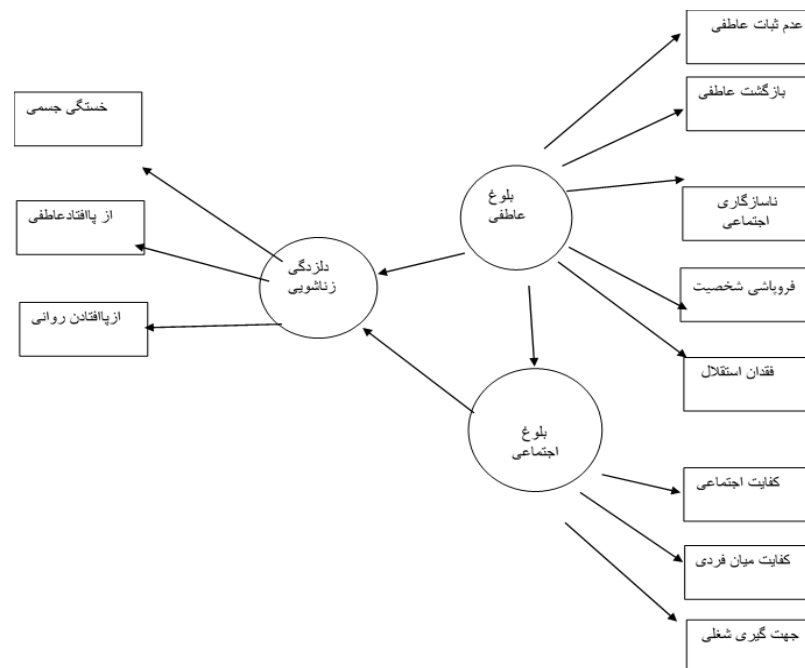 عدم ثبات عاطفی
بازگشت عاطفی
ناسازگاری
اجتماعی
فروپاشی شخصیت
فقدان استقلال
بلوغ
عاطفی
دلزدگی
زناشویی
خستگی جسمی
از پاافتادعاطفی
ازپاافتادن روانی
بلوغ
اجتماعی
کفایت اجتماعی
کفایت میان فردی
جهت گیری شغلی